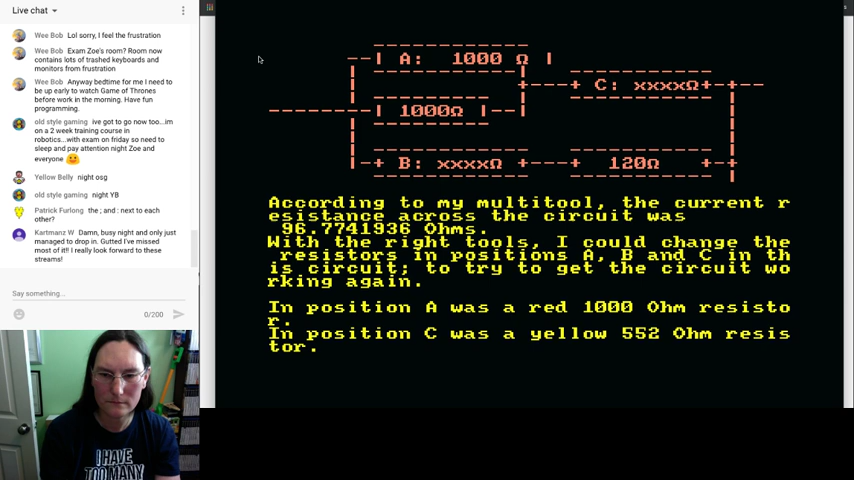 Live chat
Wee Bob Lol sorry, I feel the frustration
Wee Bob Exam Zoe's room? Room now
contains lots of trashed keyboards and
monitors from frustration
Wee Bob Anyway bedtime for me I need to
be up early to watch Game of Thrones
before work in the morning. Have fun
programming.
old style gaming ive got to go now too...im
on a 2 week training course in
robotics...with exam on friday so need to
sleep and pay attention night Zoe and
everyone
Yellow Belly night osg
old style gaming night YB
Patrick Furlong the ; and : next to each
other?
Kartmanz W Damn, busy night and only just
managed to drop in. Gutted I've missed
most of it!! I really look forward to these
streams!
Say something...
0/200
A: 1000 Ω
C: xxxxΩ
1000Ω
B: xxxxΩ
120Ω
According to my multitool, the current r
esistance across the circuit was
96.7741936 Ohms.
With the right tools, I could change the
resistors in positions A, B and C in th
is circuit; to try to get the circuit wo
rking again.
In position A was a red 1000 Ohm resisto
r.
In position C was a yellow 552 Ohm resis
tor.
I HAVE
TOO MANY